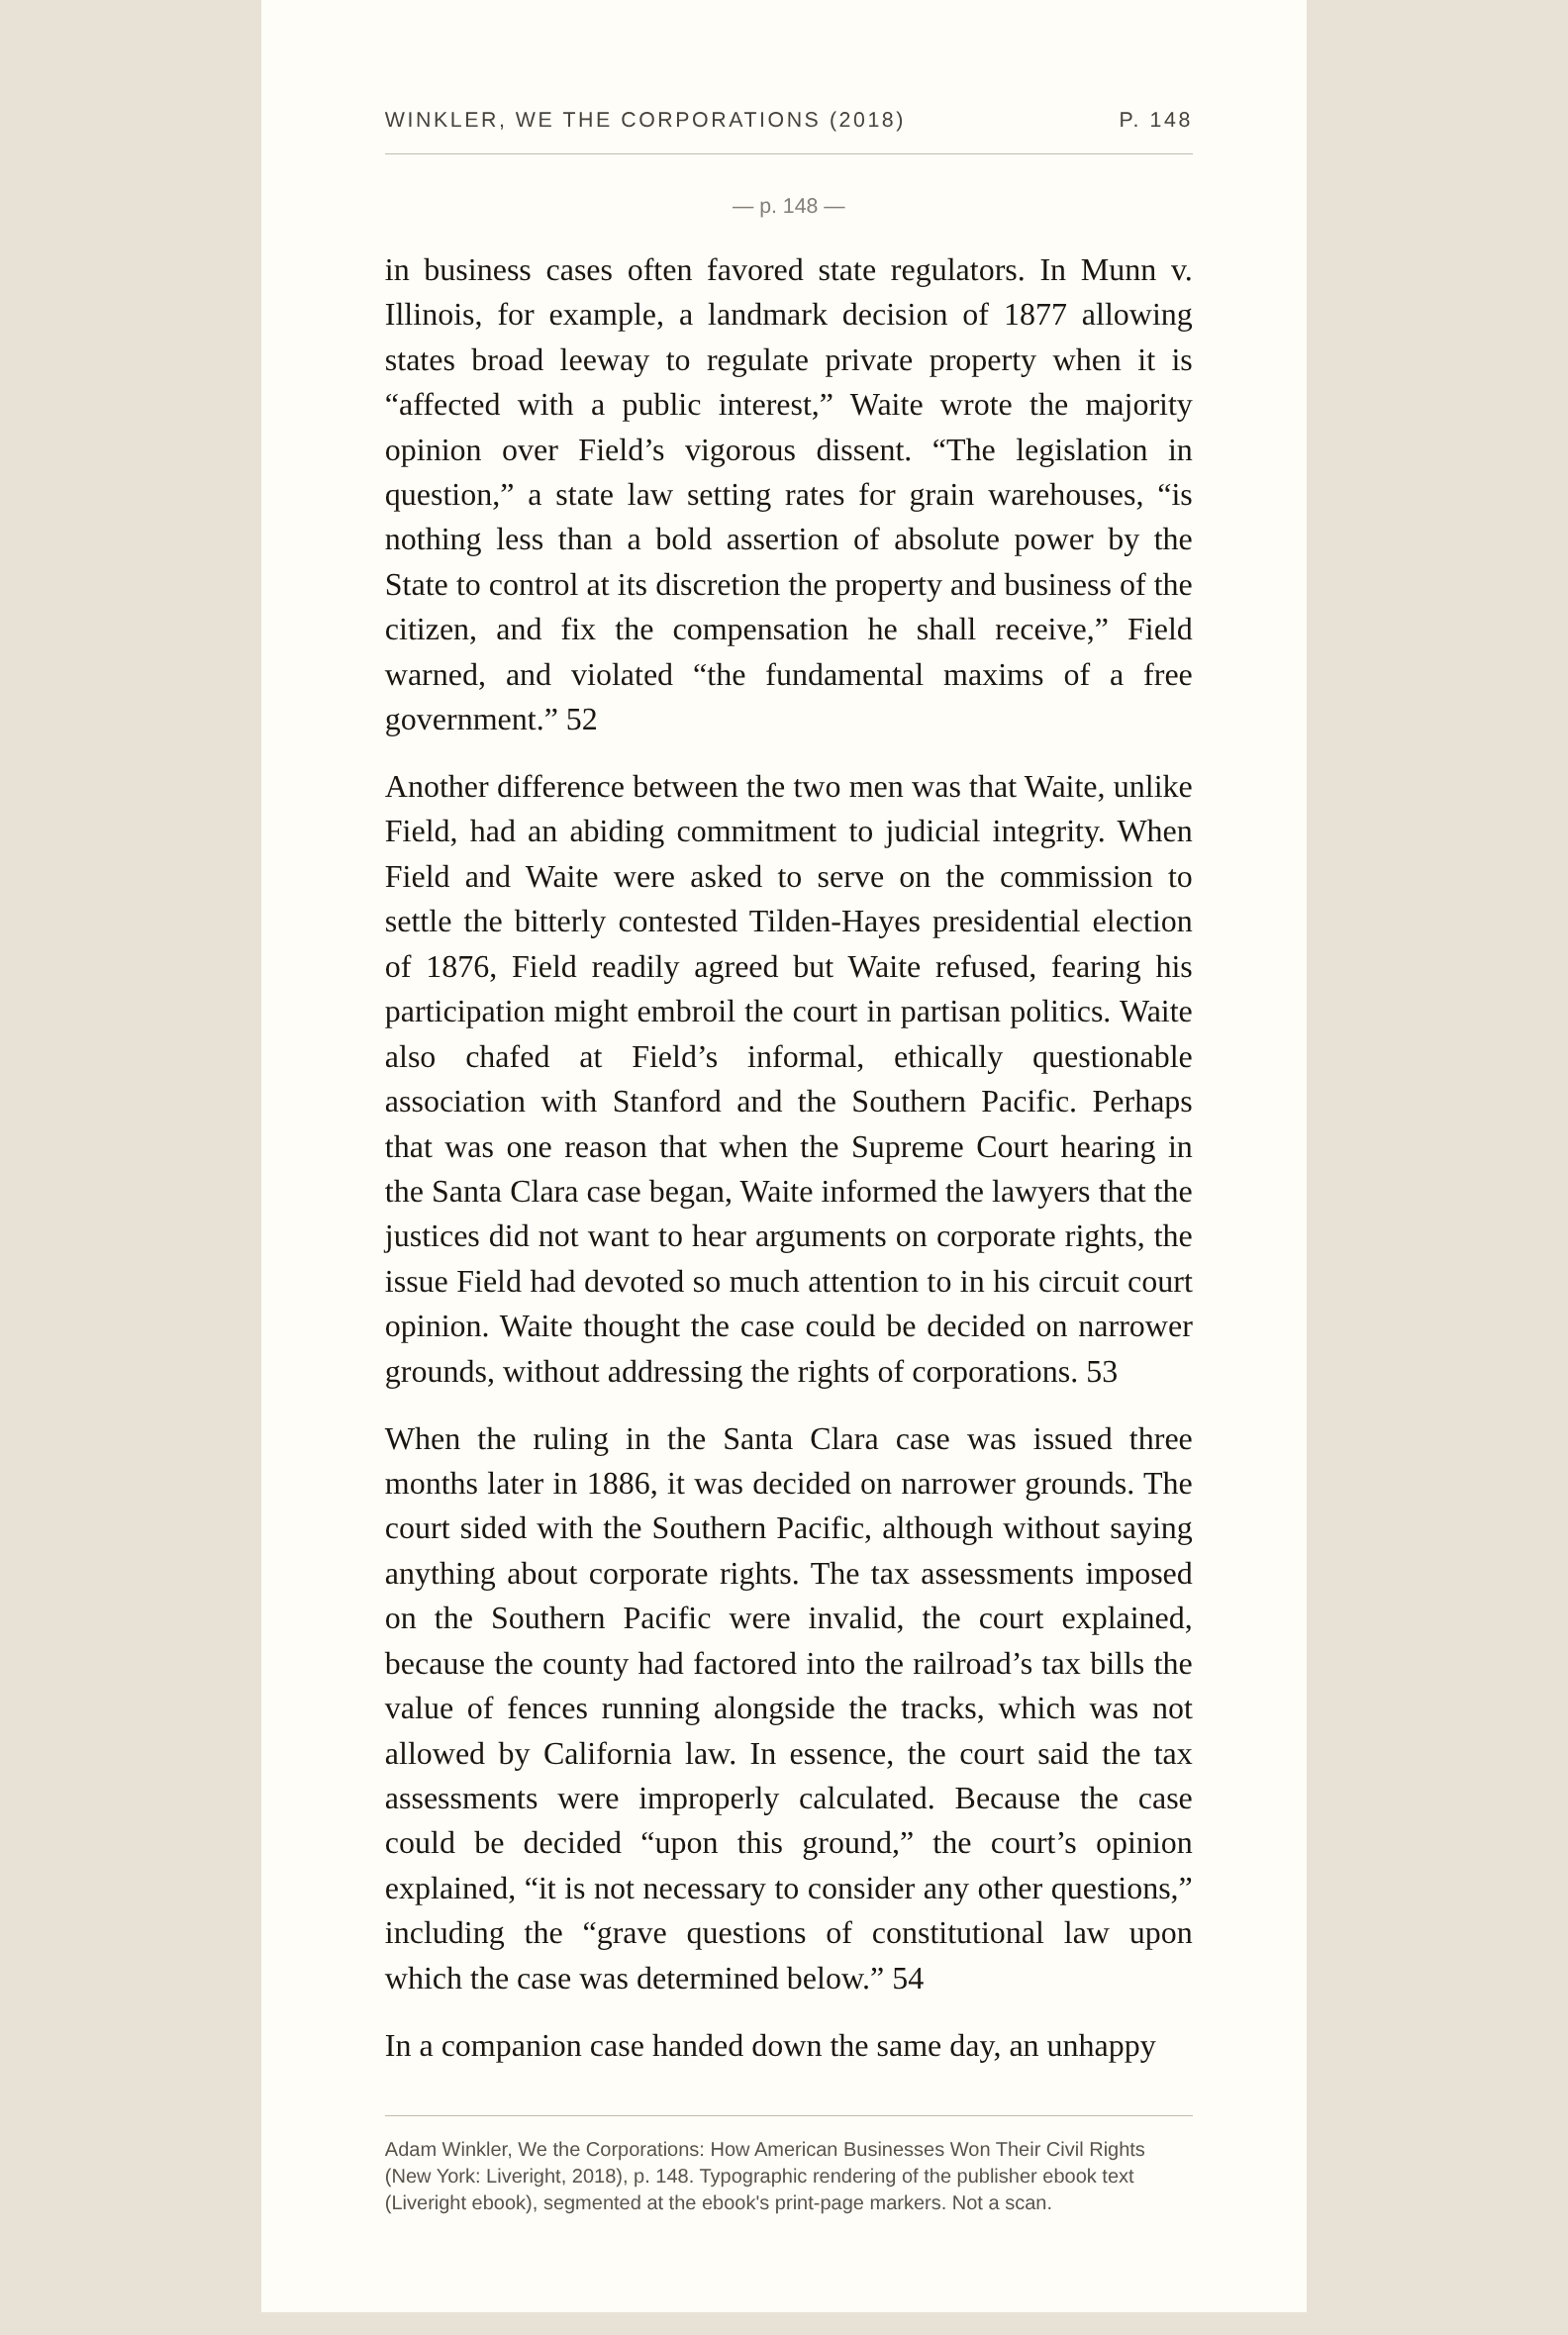 WINKLER, WE THE CORPORATIONS (2018) P. 148
— p. 148 —
in business cases often favored state regulators. In Munn v.
Illinois, for example, a landmark decision of 1877 allowing
states broad leeway to regulate private property when it is
“affected with a public interest,” Waite wrote the majority
opinion over Field’s vigorous dissent. “The legislation in
question,” a state law setting rates for grain warehouses, “is
nothing less than a bold assertion of absolute power by the
State to control at its discretion the property and business of the
citizen, and fix the compensation he shall receive,” Field
warned, and violated “the fundamental maxims of a free
government.” 52
Another difference between the two men was that Waite, unlike
Field, had an abiding commitment to judicial integrity. When
Field and Waite were asked to serve on the commission to
settle the bitterly contested Tilden-Hayes presidential election
of 1876, Field readily agreed but Waite refused, fearing his
participation might embroil the court in partisan politics. Waite
also chafed at Field’s informal, ethically questionable
association with Stanford and the Southern Pacific. Perhaps
that was one reason that when the Supreme Court hearing in
the Santa Clara case began, Waite informed the lawyers that the
justices did not want to hear arguments on corporate rights, the
issue Field had devoted so much attention to in his circuit court
opinion. Waite thought the case could be decided on narrower
grounds, without addressing the rights of corporations. 53
When the ruling in the Santa Clara case was issued three
months later in 1886, it was decided on narrower grounds. The
court sided with the Southern Pacific, although without saying
anything about corporate rights. The tax assessments imposed
on the Southern Pacific were invalid, the court explained,
because the county had factored into the railroad’s tax bills the
value of fences running alongside the tracks, which was not
allowed by California law. In essence, the court said the tax
assessments were improperly calculated. Because the case
could be decided “upon this ground,” the court’s opinion
explained, “it is not necessary to consider any other questions,”
including the “grave questions of constitutional law upon
which the case was determined below.” 54
In a companion case handed down the same day, an unhappy
Adam Winkler, We the Corporations: How American Businesses Won Their Civil Rights
(New York: Liveright, 2018), p. 148. Typographic rendering of the publisher ebook text
(Liveright ebook), segmented at the ebook's print-page markers. Not a scan.